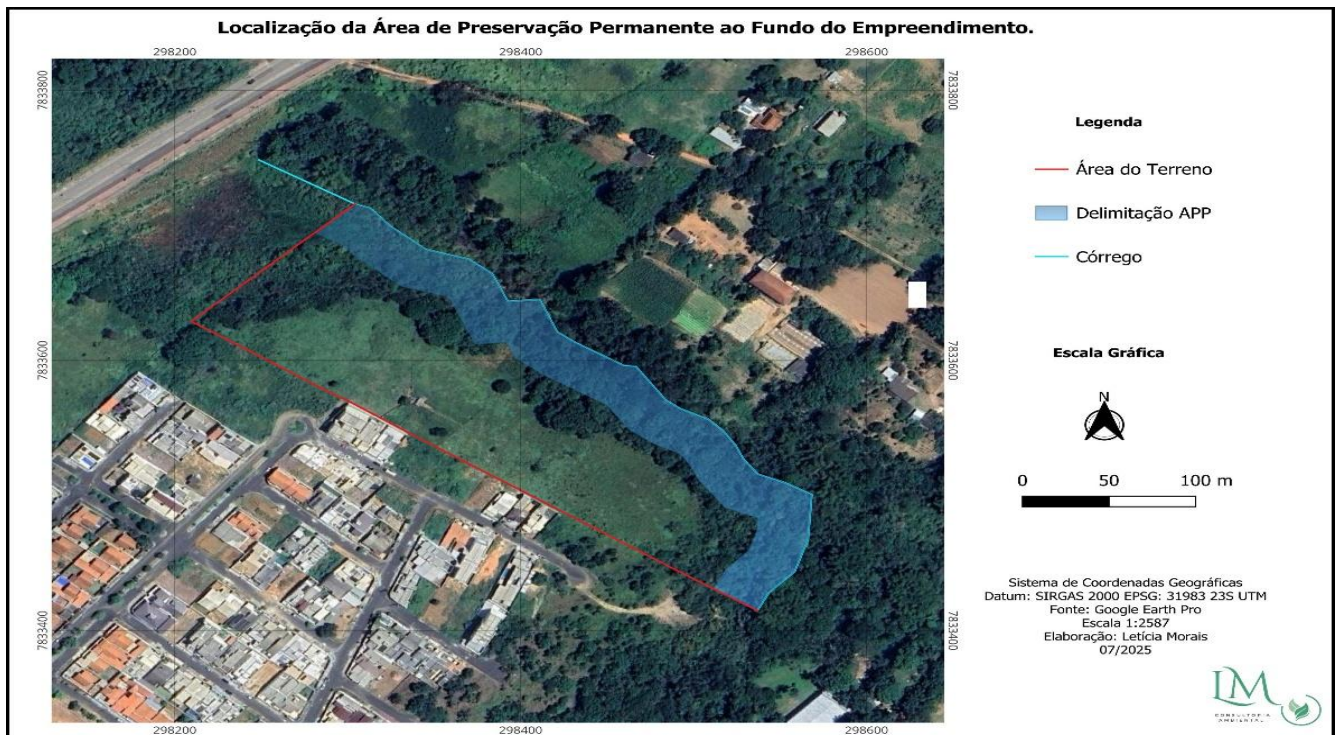 Localização da Área de Preservação Permanente ao Fundo do Empreendimento.
298200
298400
298600
7833800
7833800
7833600
7833600
7833400
7833400
298200
298400
298600
Legenda
Área do Terreno
Delimitação APP
Córrego
Escala Gráfica
N
0 50 100 m
Sistema de Coordenadas Geográficas
Datum: SIRGAS 2000 EPSG: 31983 23S UTM
Fonte: Google Earth Pro
Escala 1:2587
Elaboração: Letícia Morais
07/2025
LM
CONSULTORIA
AMBIENTAL